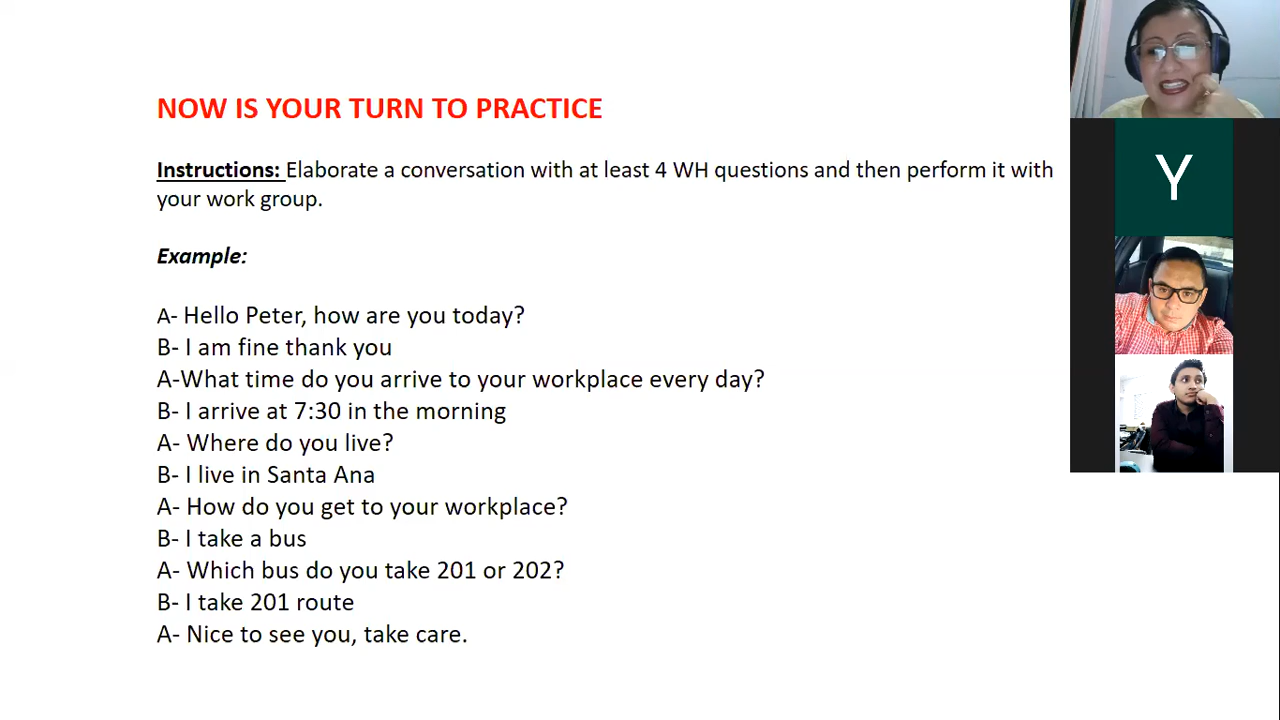 NOW IS YOUR TURN TO PRACTICE
Instructions: Elaborate a conversation with at least 4 WH questions and then perform it with
your work group.
Example:
A- Hello Peter, how are you today?
B- I am fine thank you
A-What time do you arrive to your workplace every day?
B- I arrive at 7:30 in the morning
A- Where do you live?
B- I live in Santa Ana
A- How do you get to your workplace?
B- I take a bus
A- Which bus do you take 201 or 202?
B- I take 201 route
A- Nice to see you, take care.
Y